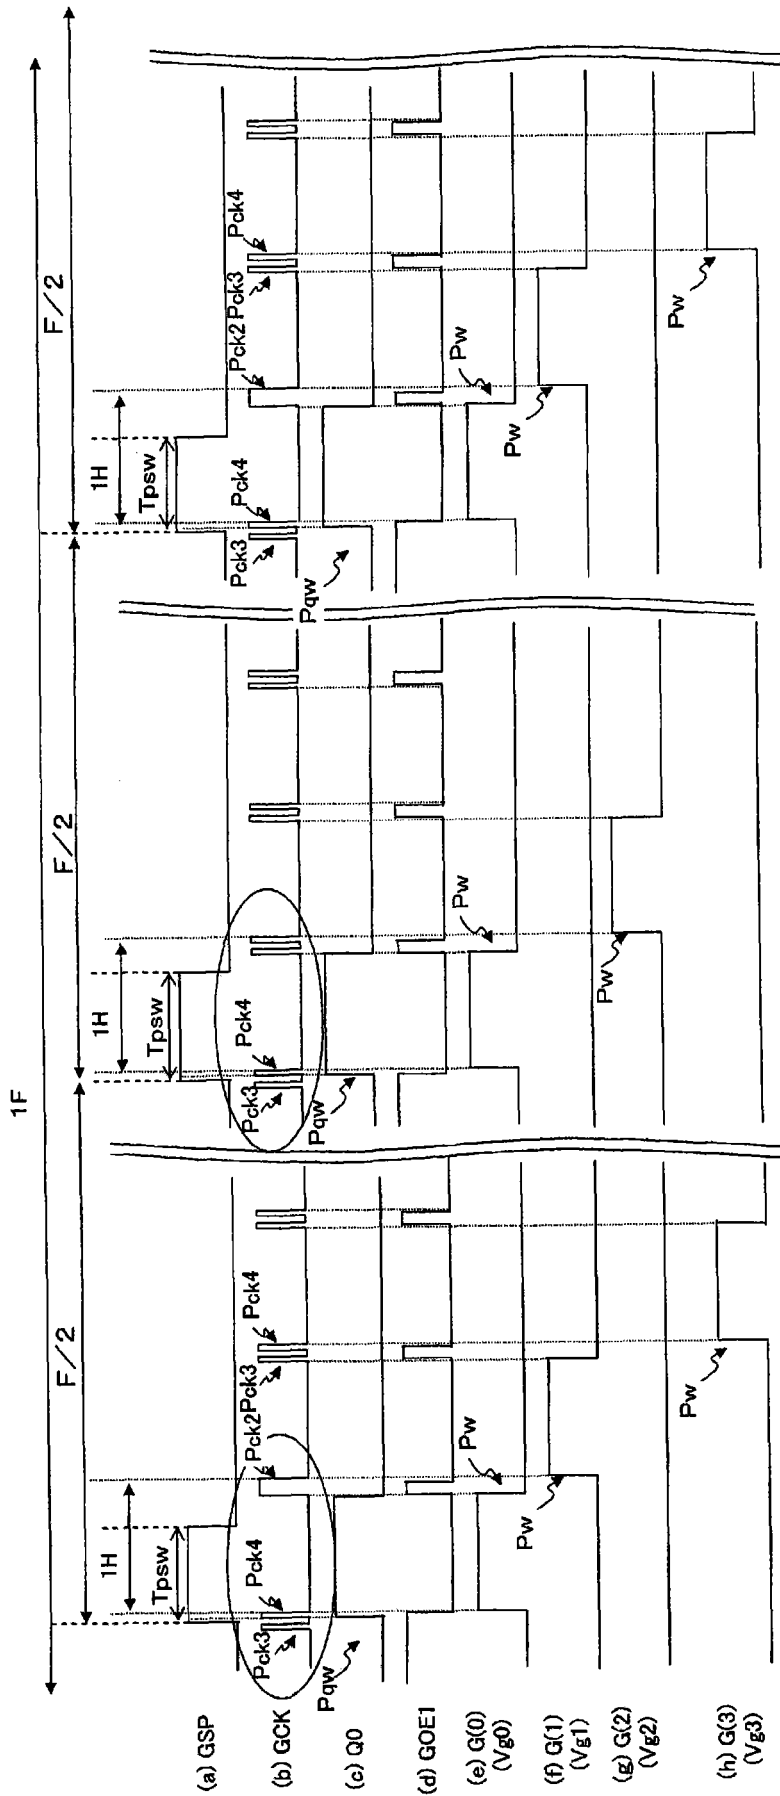 1F
F/2
F/2
F/2
1H
1H
1H
Tpsw
Tpsw
Tpsw
(a) GSP
(b) GCK
Pck3
Pck4
Pck2
Pck3
Pck4
Pck3
Pck4
Pck3
Pck4
Pck2
Pck3
Pck4
(c) Q0
Pqw
Pqw
Pqw
(d) GOE1
(e) G(0)
(Vg0)
Pw
Pw
Pw
(f) G(1)
(Vg1)
Pw
Pw
(g) G(2)
(Vg2)
Pw
(h) G(3)
(Vg3)
Pw
Pw